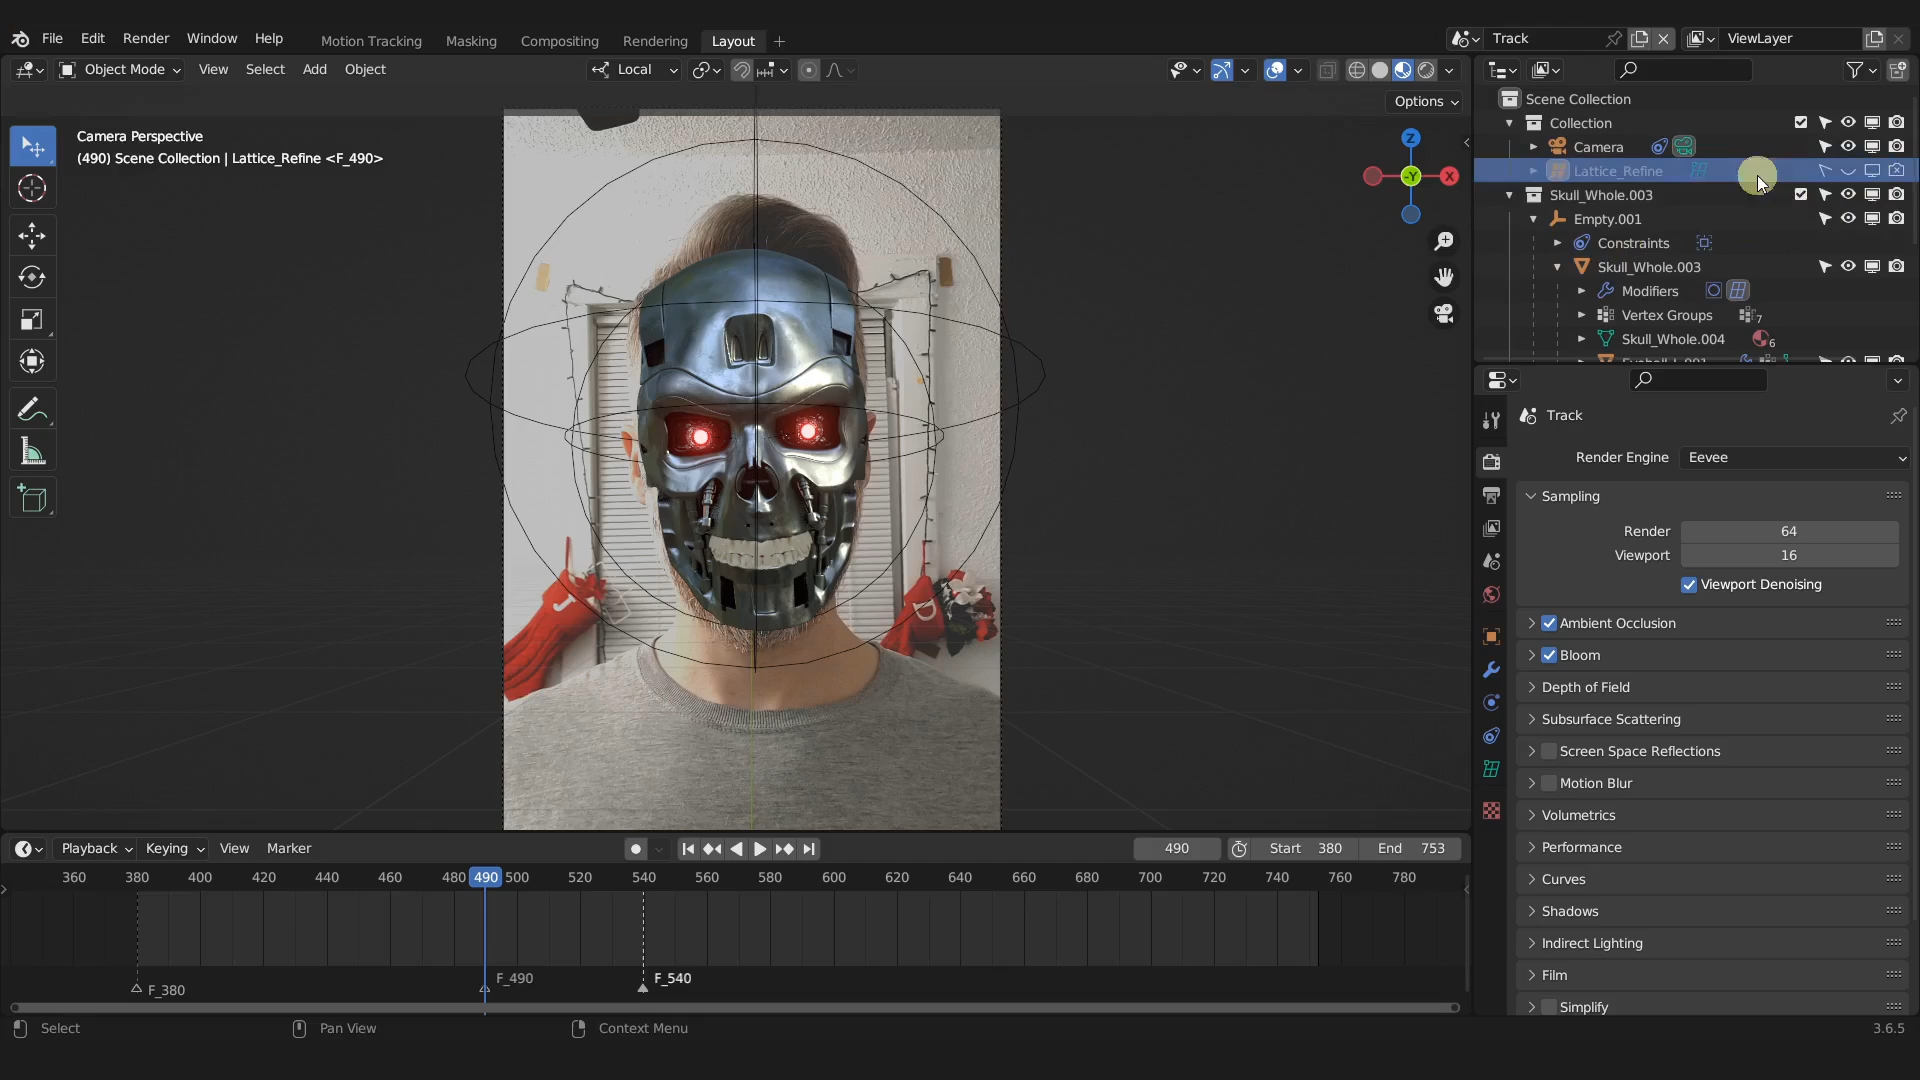 File Edit Render Window Help
Motion Tracking Masking Compositing Rendering Layout
Track ViewLayer
Object Mode View Select Add Object
Local
Options
Camera Perspective
(490) Scene Collection | Lattice_Refine <F_490>
Z
-Y
X
J
D
Scene Collection
Collection
Camera
Lattice_Refine
Skull_Whole.003
Empty.001
Constraints
Skull_Whole.003
Modifiers
Vertex Groups 7
Skull_Whole.004 6
Track
Render Engine Eevee
Sampling
Render 64
Viewport 16
Viewport Denoising
Ambient Occlusion
Bloom
Depth of Field
Subsurface Scattering
Screen Space Reflections
Motion Blur
Volumetrics
Performance
Curves
Shadows
Indirect Lighting
Film
Simplify
Playback Keying View Marker
490 Start 380 End 753
360 380 400 420 440 460 480 490 500 520 540 560 580 600 620 640 660 680 700 720 740 760 780
F_380 F_490 F_540
Select Pan View Context Menu 3.6.5